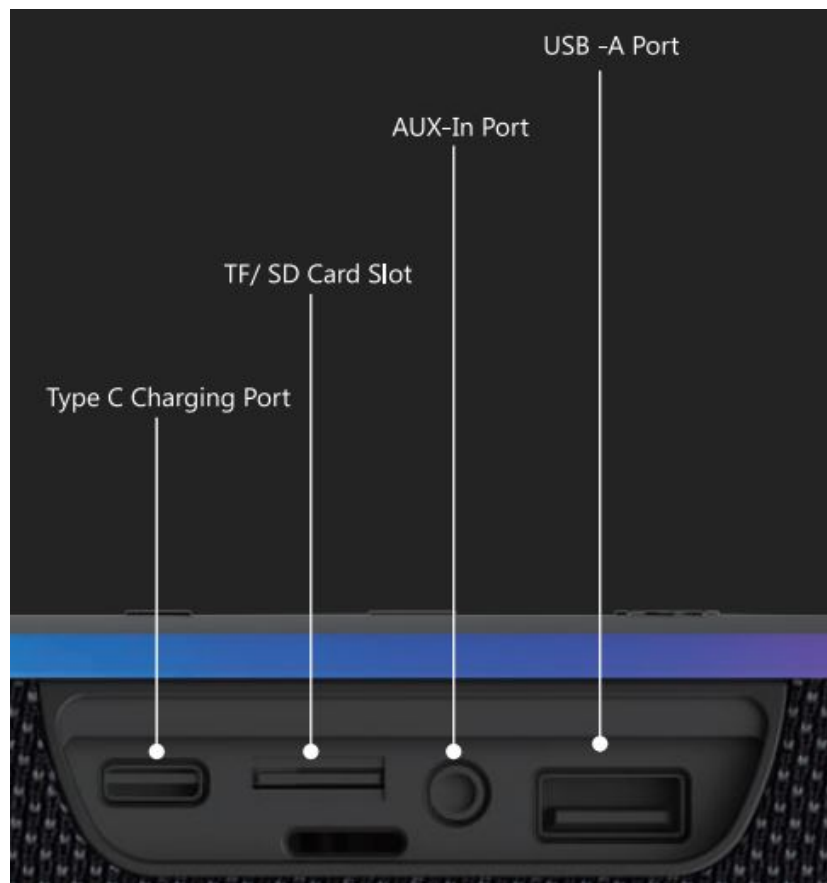 USB -A Port
AUX-In Port
TF/ SD Card Slot
Type C Charging Port